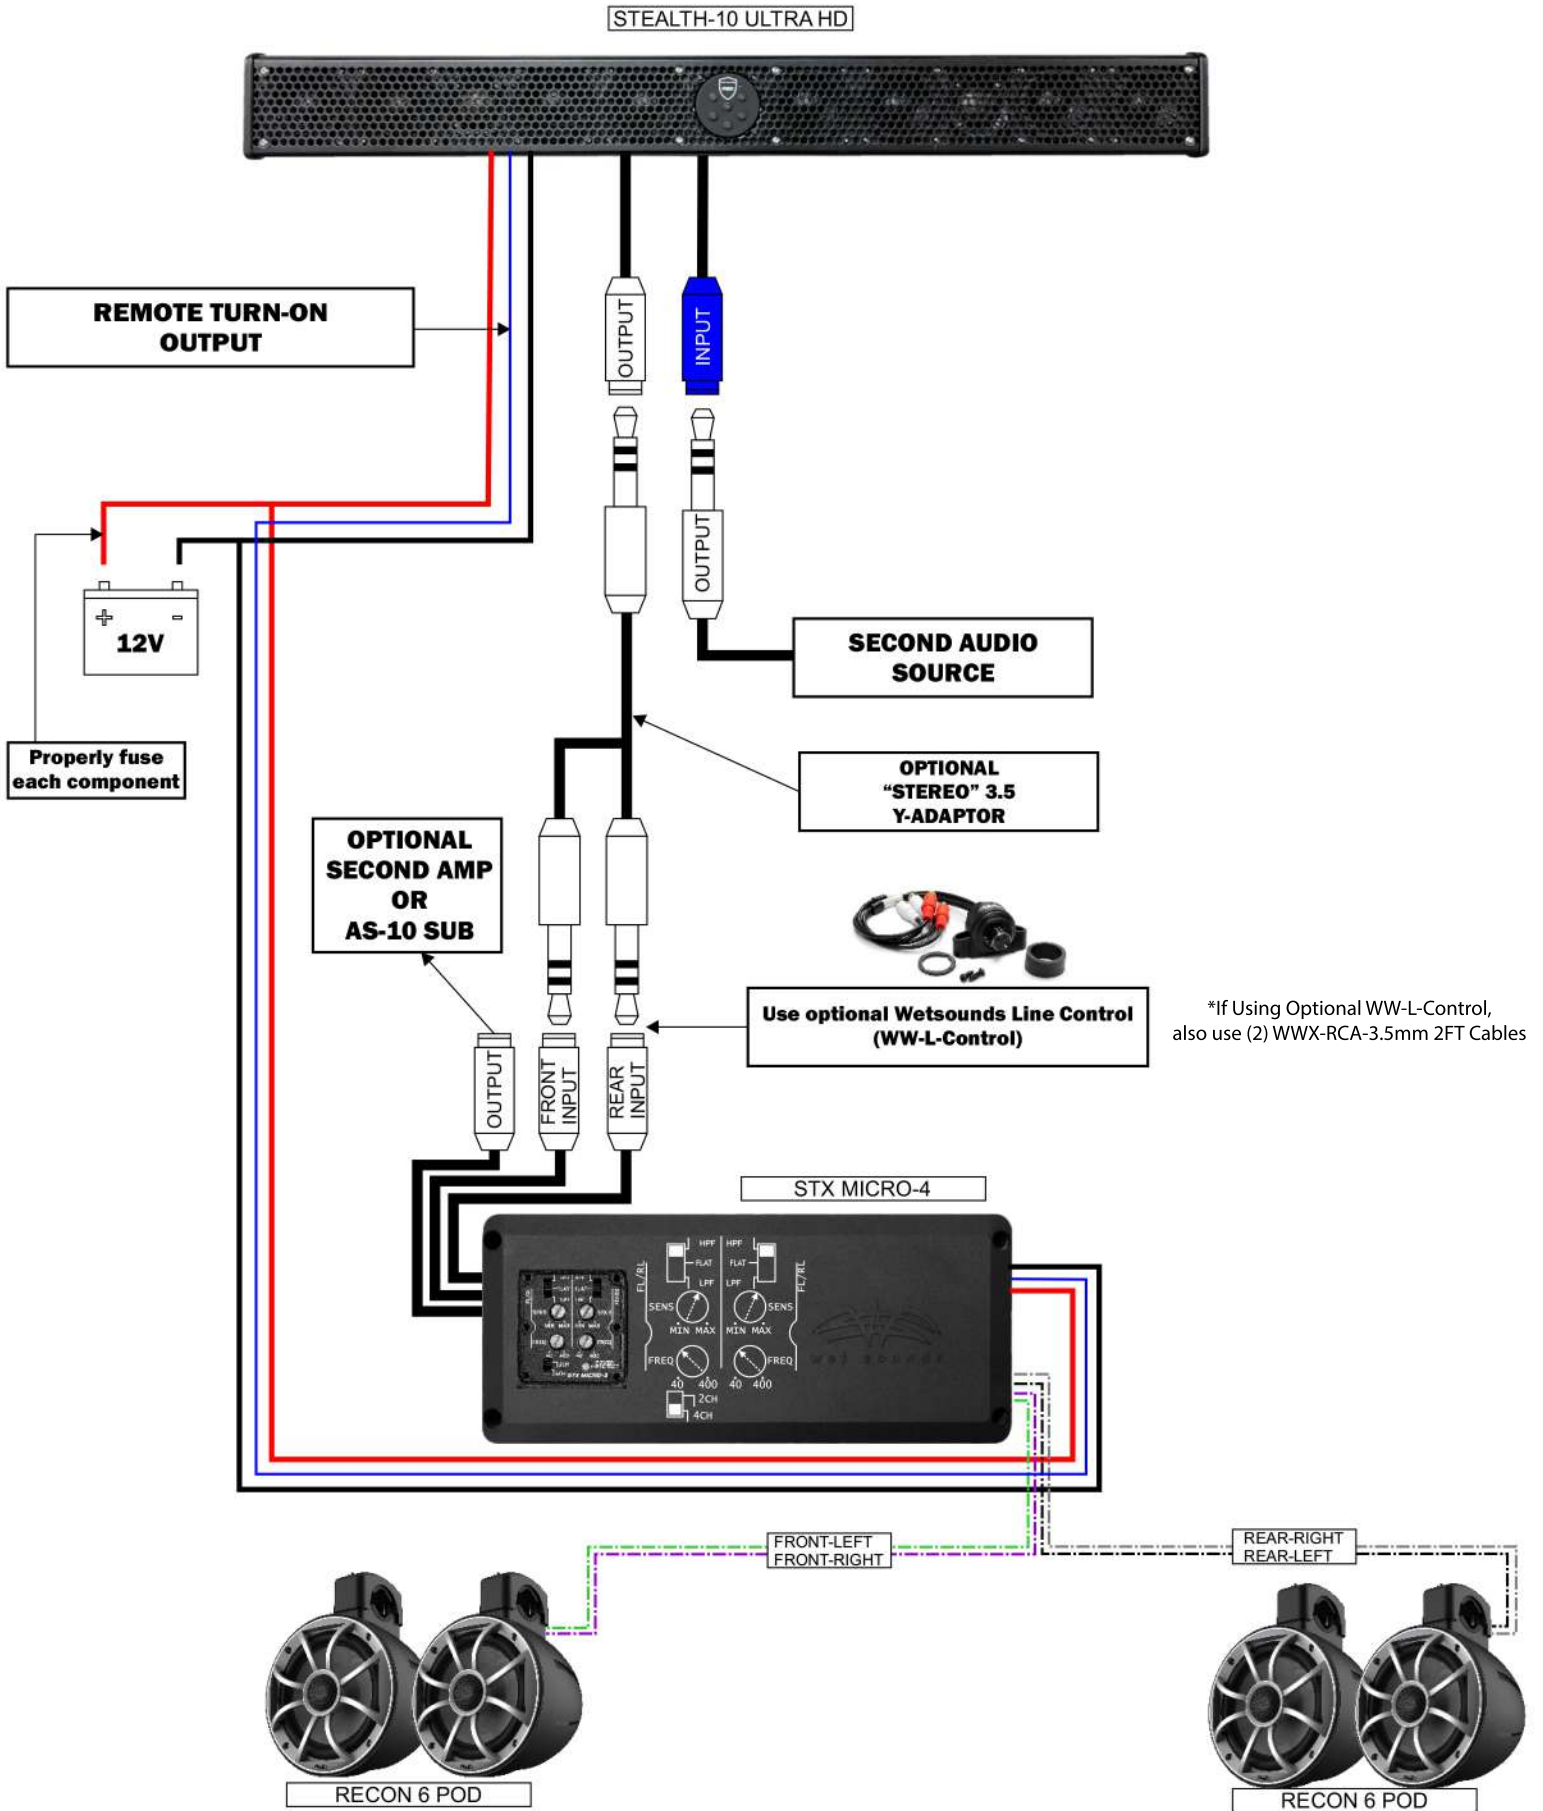 STEALTH-10 ULTRA HD
REMOTE TURN-ON
OUTPUT
OUTPUT
INPUT
OUTPUT
+ -
12V
SECOND AUDIO
SOURCE
Properly fuse
each component
OPTIONAL
“STEREO” 3.5
Y-ADAPTOR
OPTIONAL
SECOND AMP
OR
AS-10 SUB
Use optional Wetsounds Line Control
(WW-L-Control)
*If Using Optional WW-L-Control,
also use (2) WWX-RCA-3.5mm 2FT Cables
OUTPUT
FRONT
INPUT
REAR
INPUT
STX MICRO-4
HPF HPF
FLAT FLAT
LPF LPF
FL/RL FL/RL
SENS SENS
MIN MAX MIN MAX
FREQ FREQ
40 400 40 400
2CH
4CH
wet sounds
FRONT-LEFT
FRONT-RIGHT
REAR-RIGHT
REAR-LEFT
RECON 6 POD
RECON 6 POD